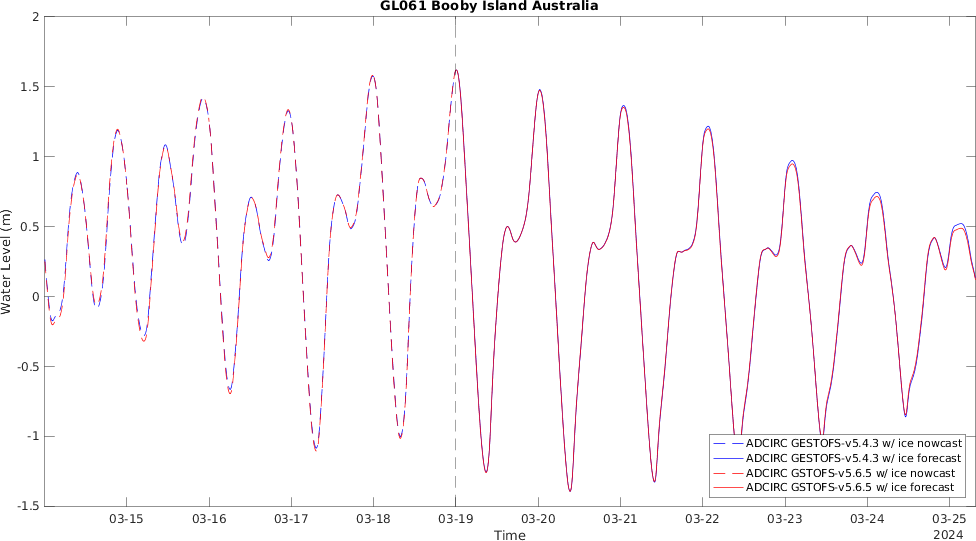 GL061 Booby Island Australia
2
1.5
1
0.5
0
-0.5
-1
-1.5
Water Level (m)
ADCIRC GESTOFS-v5.4.3 w/ ice nowcast
ADCIRC GESTOFS-v5.4.3 w/ ice forecast
ADCIRC GSTOFS-v5.6.5 w/ ice nowcast
ADCIRC GSTOFS-v5.6.5 w/ ice forecast
03-15 03-16 03-17 03-18 03-19 03-20 03-21 03-22 03-23 03-24 03-25
2024
Time